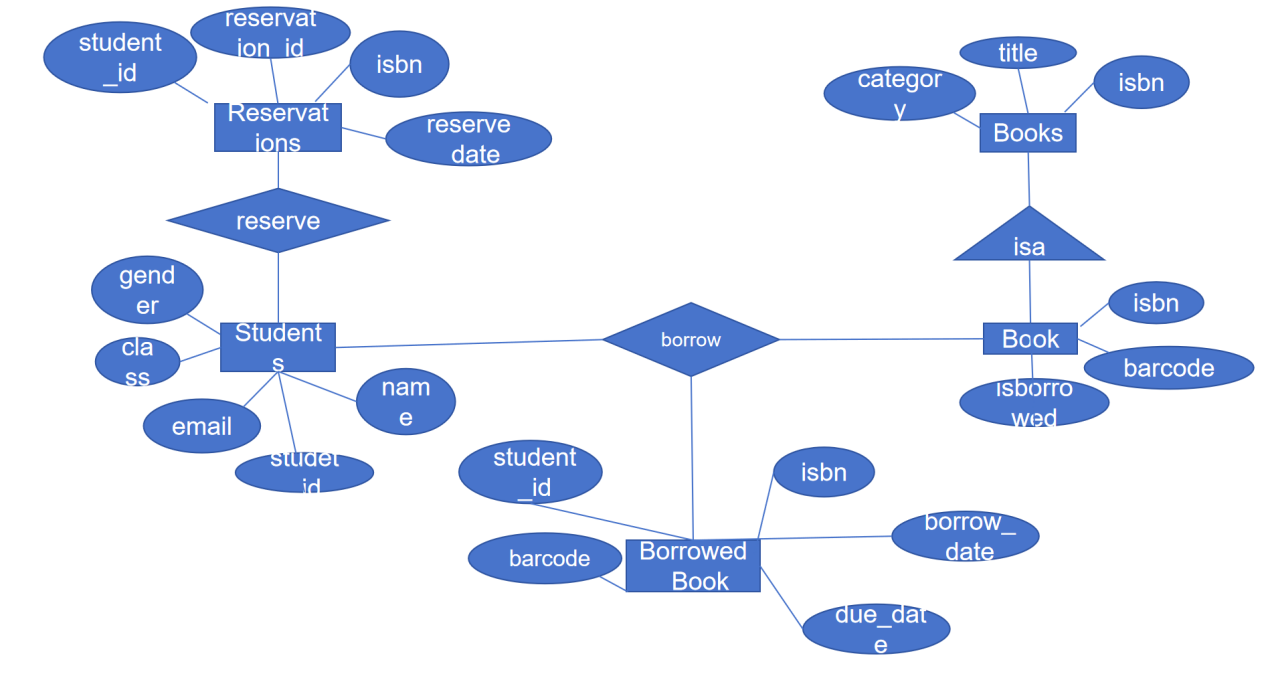 student
_id
reservat
ion_id
isbn
Reservat
ions
reserve
date
reserve
title
categor
y
isbn
Books
isa
gend
er
cla
ss
Student
s
email
studet
id
nam
e
borrow
Book
isbn
barcode
isborro
wed
student
_id
isbn
barcode
Borrowed
Book
borrow_
date
due_dat
e